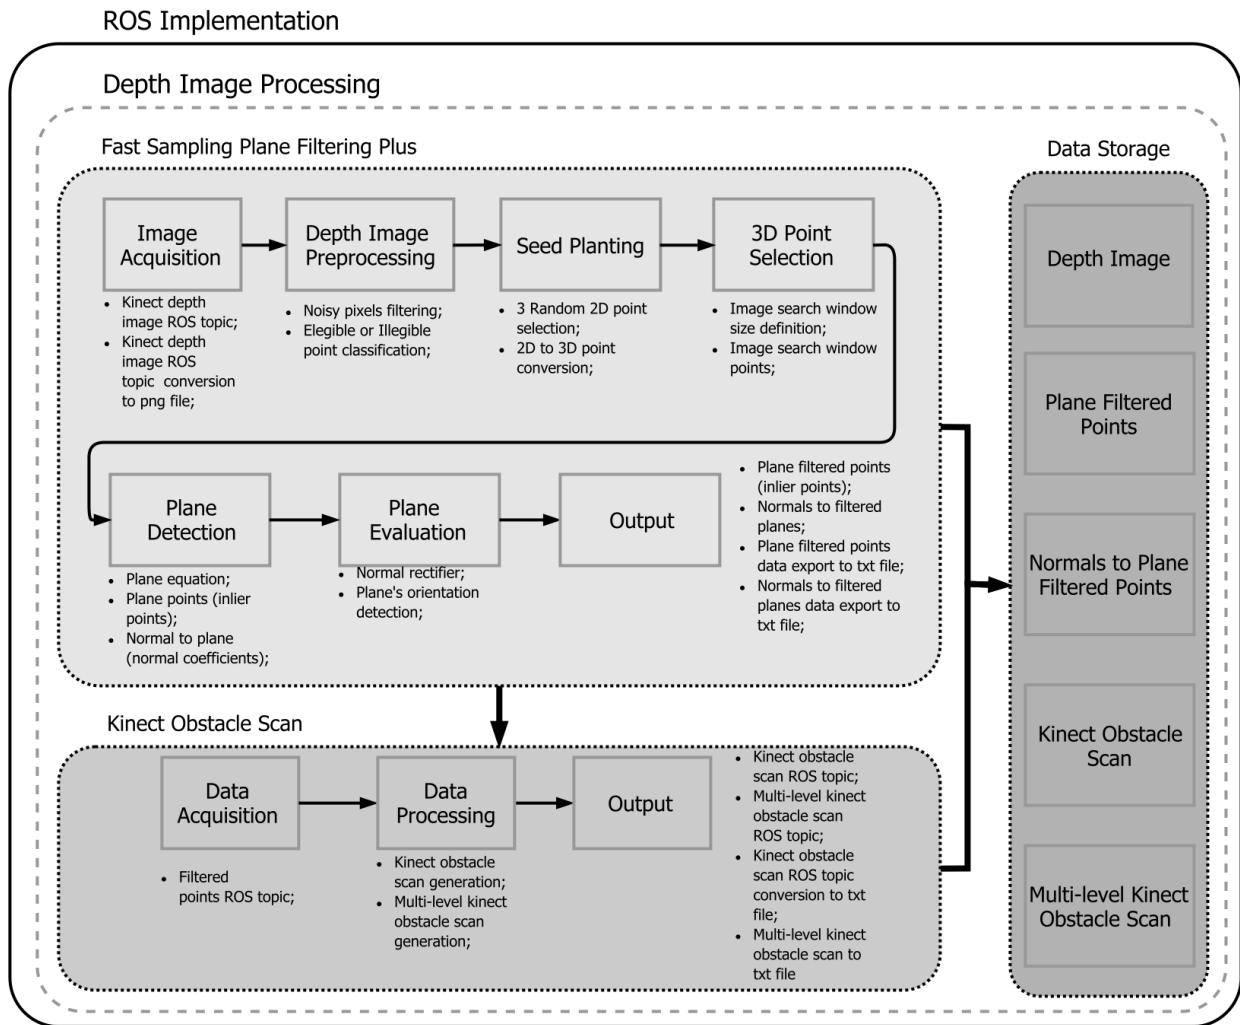 ROS Implementation
Depth Image Processing
Fast Sampling Plane Filtering Plus
Image
Acquisition
• Kinect depth
image ROS topic;
• Kinect depth
image ROS
topic conversion
to png file;
Depth Image
Preprocessing
• Noisy pixels filtering;
• Elegible or Illegible
point classification;
Seed Planting
• 3 Random 2D point
selection;
• 2D to 3D point
conversion;
3D Point
Selection
• Image search window
size definition;
• Image search window
points;
Plane
Detection
• Plane equation;
• Plane points (inlier
points);
• Normal to plane
(normal coefficients);
Plane
Evaluation
• Normal rectifier;
• Plane's orientation
detection;
Output
• Plane filtered points
(inlier points);
• Normals to filtered
planes;
• Plane filtered points
data export to txt file;
• Normals to filtered
planes data export to
txt file;
Kinect Obstacle Scan
Data
Acquisition
• Filtered
points ROS topic;
Data
Processing
• Kinect obstacle
scan generation;
• Multi-level kinect
obstacle scan
generation;
Output
• Kinect obstacle
scan ROS topic;
• Multi-level kinect
obstacle scan
ROS topic;
• Kinect obstacle
scan ROS topic
conversion to txt
file;
• Multi-level kinect
obstacle scan to
txt file
Data Storage
Depth Image
Plane Filtered
Points
Normals to Plane
Filtered Points
Kinect Obstacle
Scan
Multi-level Kinect
Obstacle Scan